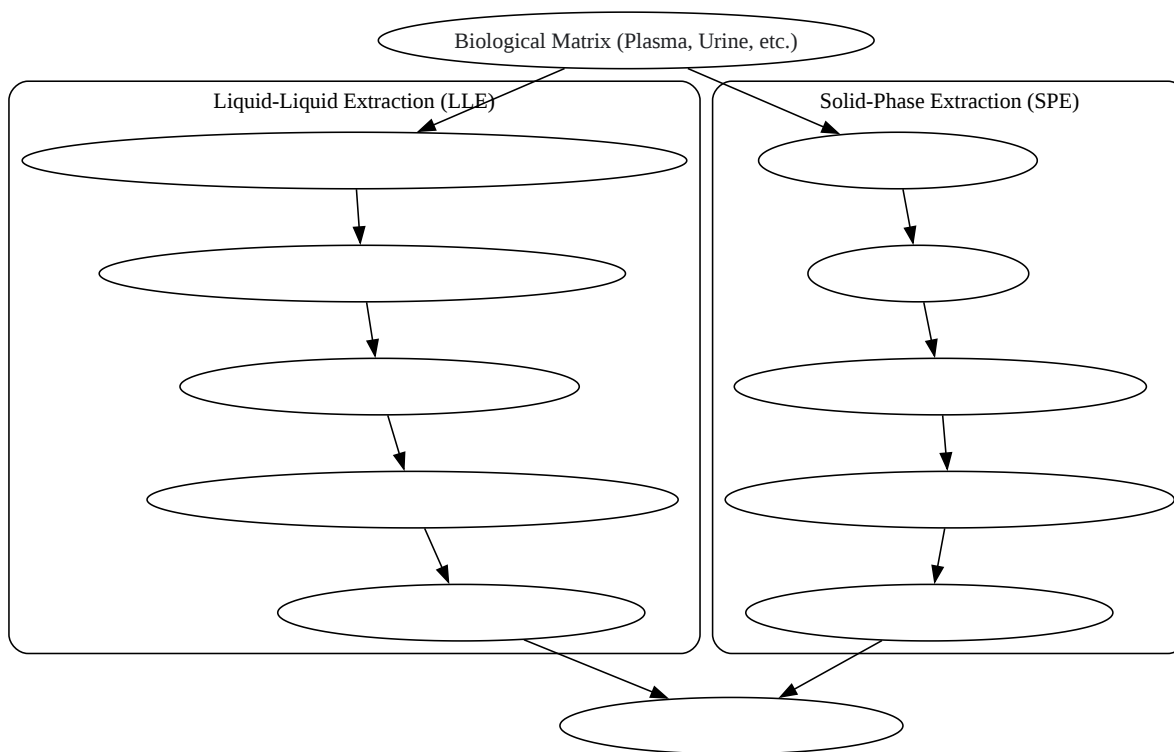 Biological Matrix (Plasma, Urine, etc.)
Liquid-Liquid Extraction (LLE)
Solid-Phase Extraction (SPE)